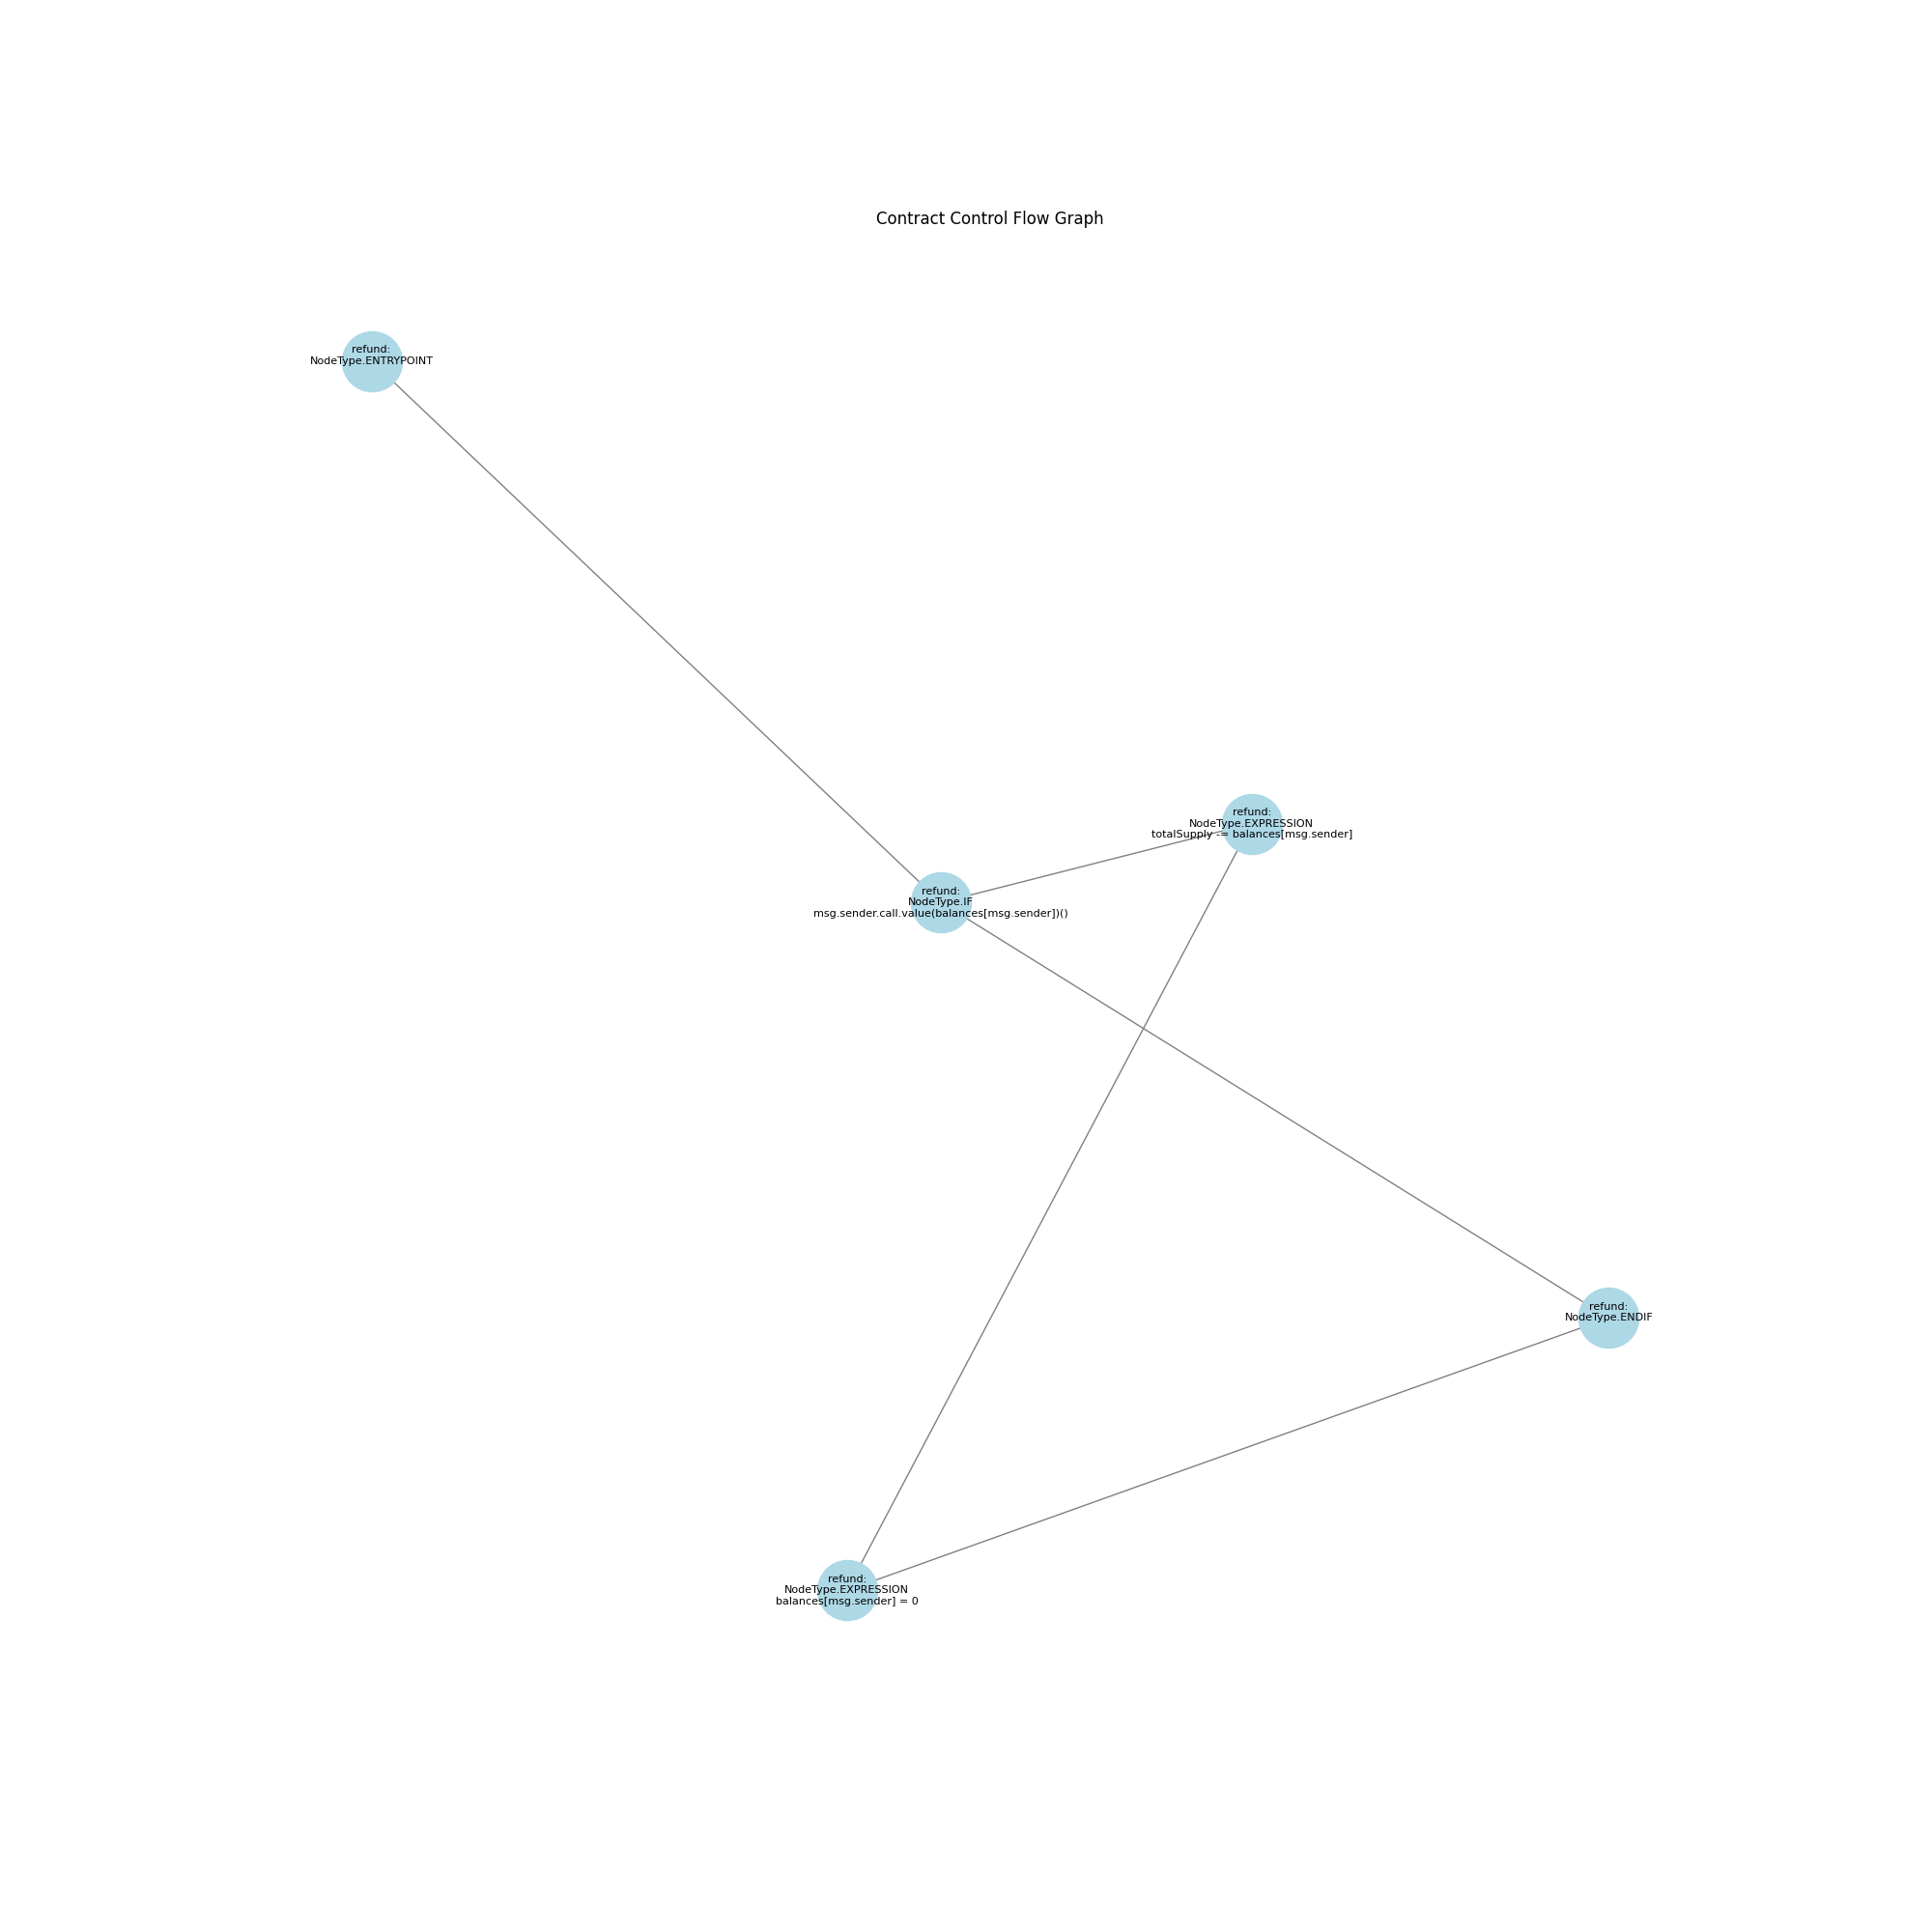 Contract Control Flow Graph
refund:
NodeType.ENTRYPOINT
refund:
NodeType.EXPRESSION
totalSupply -= balances[msg.sender]
refund:
NodeType.IF
msg.sender.call.value(balances[msg.sender])()
refund:
NodeType.ENDIF
refund:
NodeType.EXPRESSION
balances[msg.sender] = 0